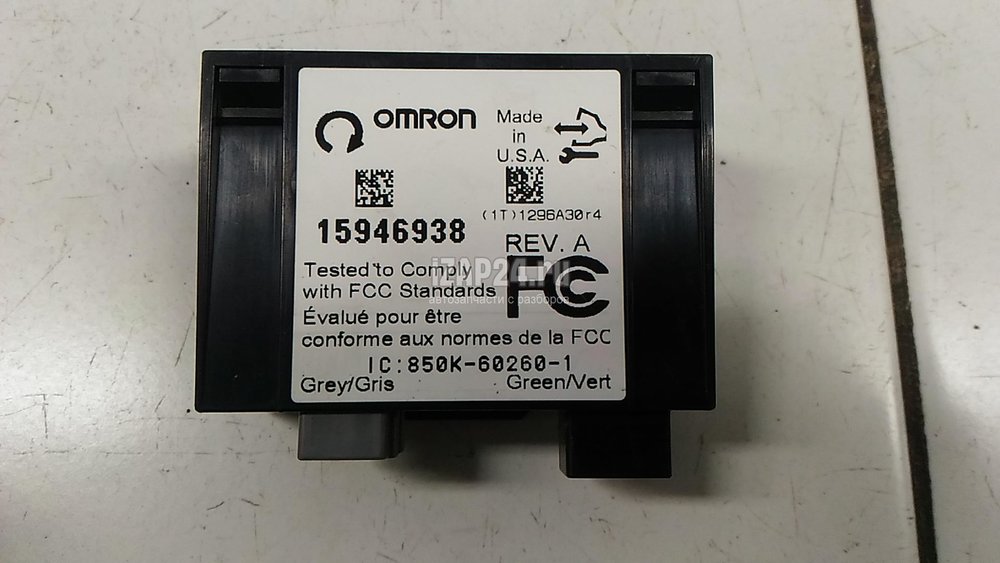 OMRON
Made
in
U.S.A.
(1T)1296A30r4
15946938
REV. A
Tested to Comply
with FCC Standards
FC
iZAP24.ru
автозапчасти с разборов
Évalué pour être
conforme aux normes de la FCC
IC:850K-60260-1
Grey/Gris Green/Vert